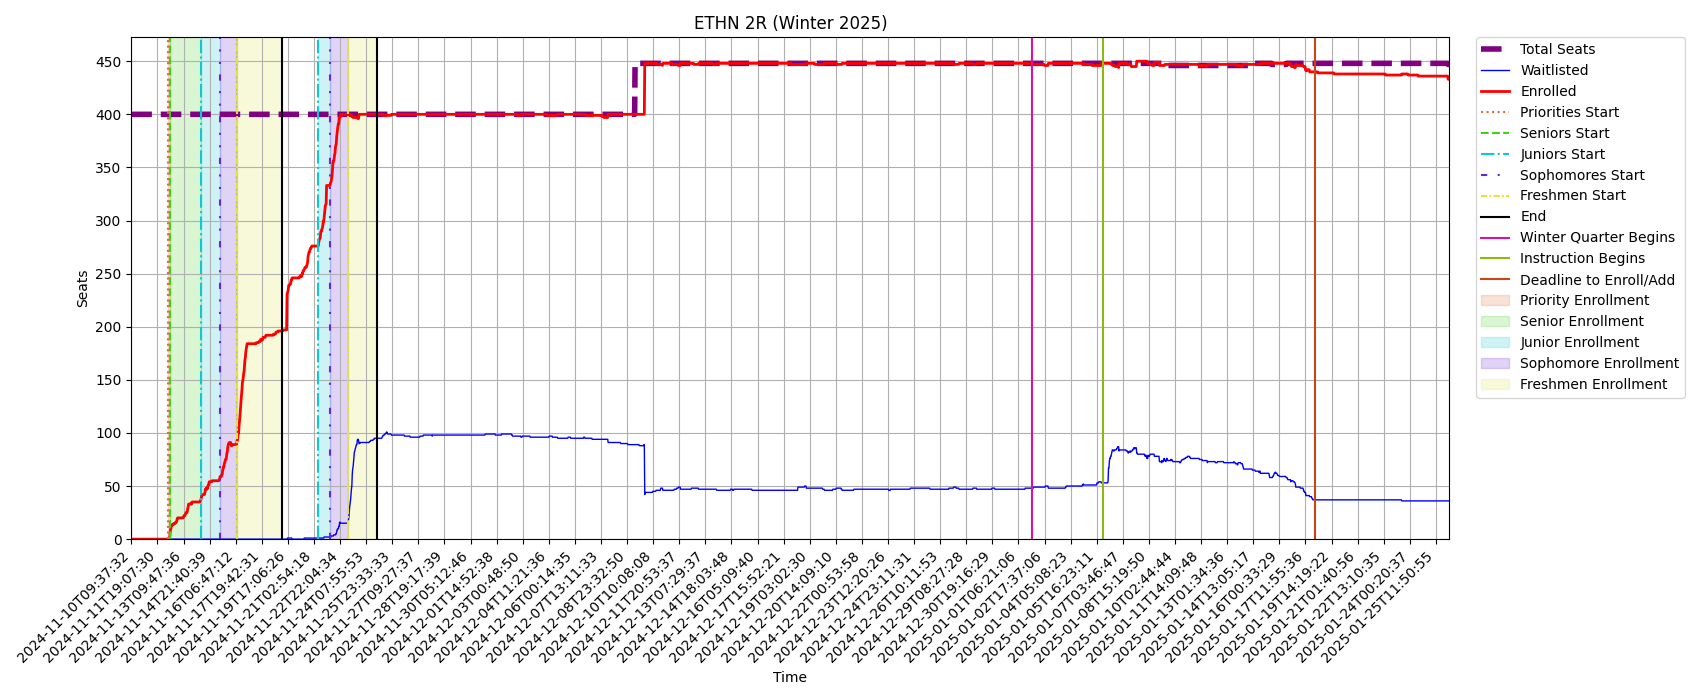 ETHN 2R (Winter 2025)
Seats
450
400
350
300
250
200
150
100
50
0
2024-11-10T09:37:32
2024-11-11T19:07:30
2024-11-13T09:47:36
2024-11-14T21:40:39
2024-11-16T06:47:12
2024-11-17T19:42:31
2024-11-19T17:06:26
2024-11-21T02:54:18
2024-11-22T22:04:34
2024-11-24T07:55:53
2024-11-25T23:33:33
2024-11-27T09:27:37
2024-11-28T19:17:39
2024-11-30T05:12:46
2024-12-01T14:52:38
2024-12-03T00:48:50
2024-12-04T11:21:36
2024-12-06T00:14:35
2024-12-07T13:11:33
2024-12-08T23:32:50
2024-12-10T10:08:08
2024-12-11T20:53:37
2024-12-13T07:29:37
2024-12-14T18:03:48
2024-12-16T05:09:40
2024-12-17T15:52:21
2024-12-19T03:02:30
2024-12-20T14:09:10
2024-12-22T00:53:58
2024-12-23T12:20:26
2024-12-24T23:11:31
2024-12-26T10:11:53
2024-12-29T08:27:28
2024-12-30T19:16:29
2025-01-01T06:21:06
2025-01-02T17:37:06
2025-01-04T05:08:23
2025-01-05T16:23:11
2025-01-07T03:46:47
2025-01-08T15:19:50
2025-01-10T02:44:44
2025-01-11T14:09:48
2025-01-13T01:34:36
2025-01-14T13:05:17
2025-01-16T00:33:29
2025-01-17T11:55:36
2025-01-19T14:19:22
2025-01-21T01:40:56
2025-01-22T13:10:35
2025-01-24T00:20:37
2025-01-25T11:50:55
Time
Total Seats
Waitlisted
Enrolled
Priorities Start
Seniors Start
Juniors Start
Sophomores Start
Freshmen Start
End
Winter Quarter Begins
Instruction Begins
Deadline to Enroll/Add
Priority Enrollment
Senior Enrollment
Junior Enrollment
Sophomore Enrollment
Freshmen Enrollment